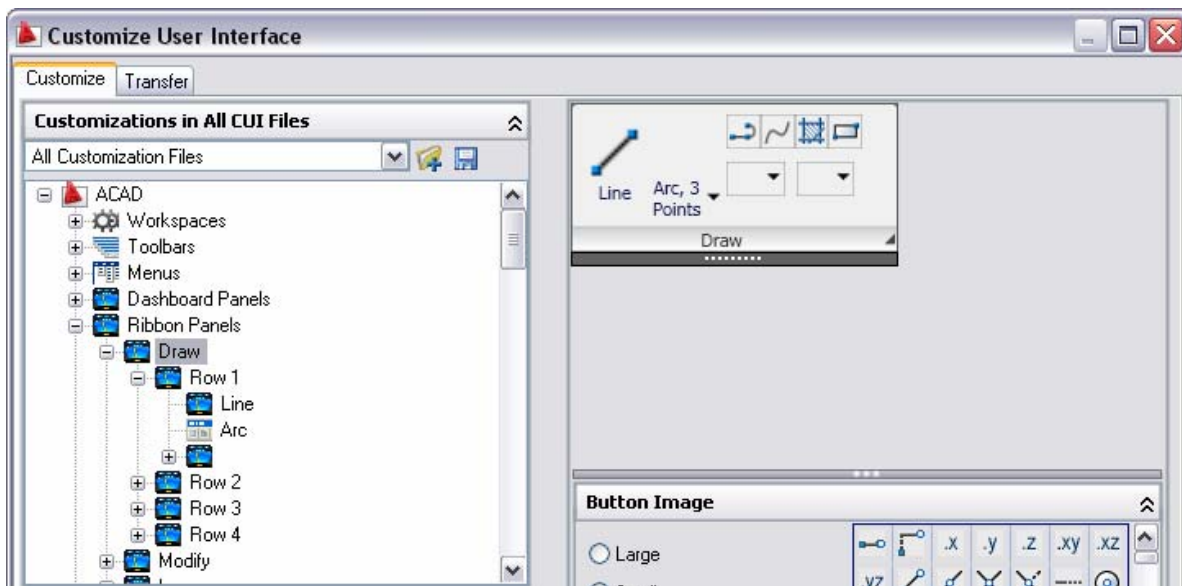 Customize User Interface
Customize Transfer
Customizations in All CUI Files
All Customization Files
ACAD
Workspaces
Toolbars
Menus
Dashboard Panels
Ribbon Panels
Draw
Row 1
Line
Arc
Row 2
Row 3
Row 4
Modify
Line
Arc, 3
Points
Draw
Button Image
Large
.X .y .Z .XY .XZ
.YZ